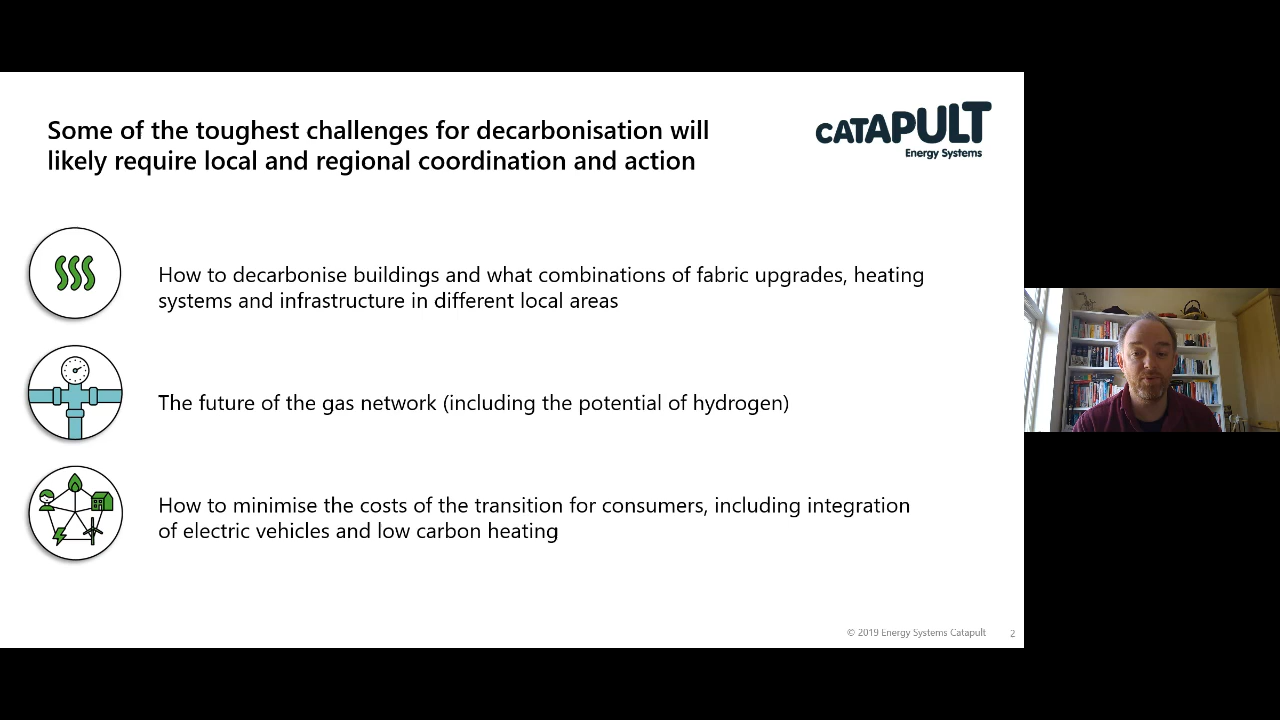 Some of the toughest challenges for decarbonisation will
likely require local and regional coordination and action
CATAPULT
Energy Systems
How to decarbonise buildings and what combinations of fabric upgrades, heating
systems and infrastructure in different local areas
The future of the gas network (including the potential of hydrogen)
How to minimise the costs of the transition for consumers, including integration
of electric vehicles and low carbon heating
© 2019 Energy Systems Catapult 2